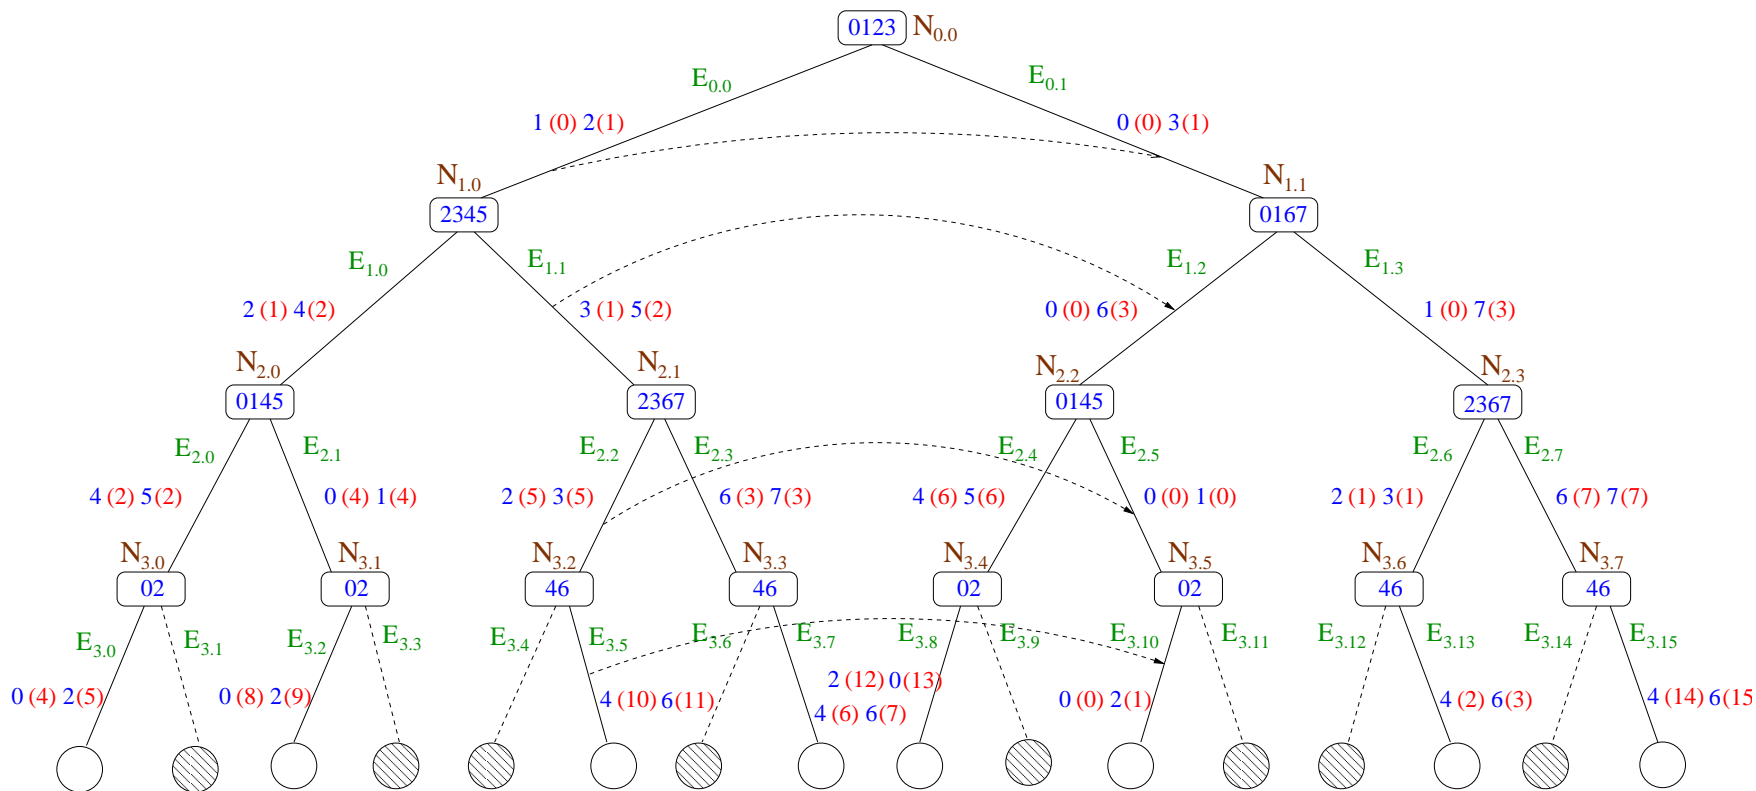 0123 N0.0
E0.0 E0.1
1 (0) 2(1) 0 (0) 3(1)
N1.0 N1.1
2345 0167
E1.0 E1.1 E1.2 E1.3
2 (1) 4(2) 3 (1) 5(2) 0 (0) 6(3) 1 (0) 7(3)
N2.0 N2.1 N2.2 N2.3
0145 2367 0145 2367
E2.0 E2.1 E2.2 E2.3 E2.4 E2.5 E2.6 E2.7
4 (2) 5(2) 0 (4) 1(4) 2 (5) 3(5) 6 (3) 7(3) 4 (6) 5(6) 0 (0) 1(0) 2 (1) 3(1) 6 (7) 7(7)
N3.0 N3.1 N3.2 N3.3 N3.4 N3.5 N3.6 N3.7
02 02 46 46 02 02 46 46
E3.0 E3.1 E3.2 E3.3 E3.4 E3.5 E3.6 E3.7 E3.8 E3.9 E3.10 E3.11 E3.12 E3.13 E3.14 E3.15
0 (4) 2(5) 0 (8) 2(9) 4 (10) 6(11) 2 (12) 0(13) 0 (0) 2(1) 4 (2) 6(3) 4 (14) 6(15
4 (6) 6(7)